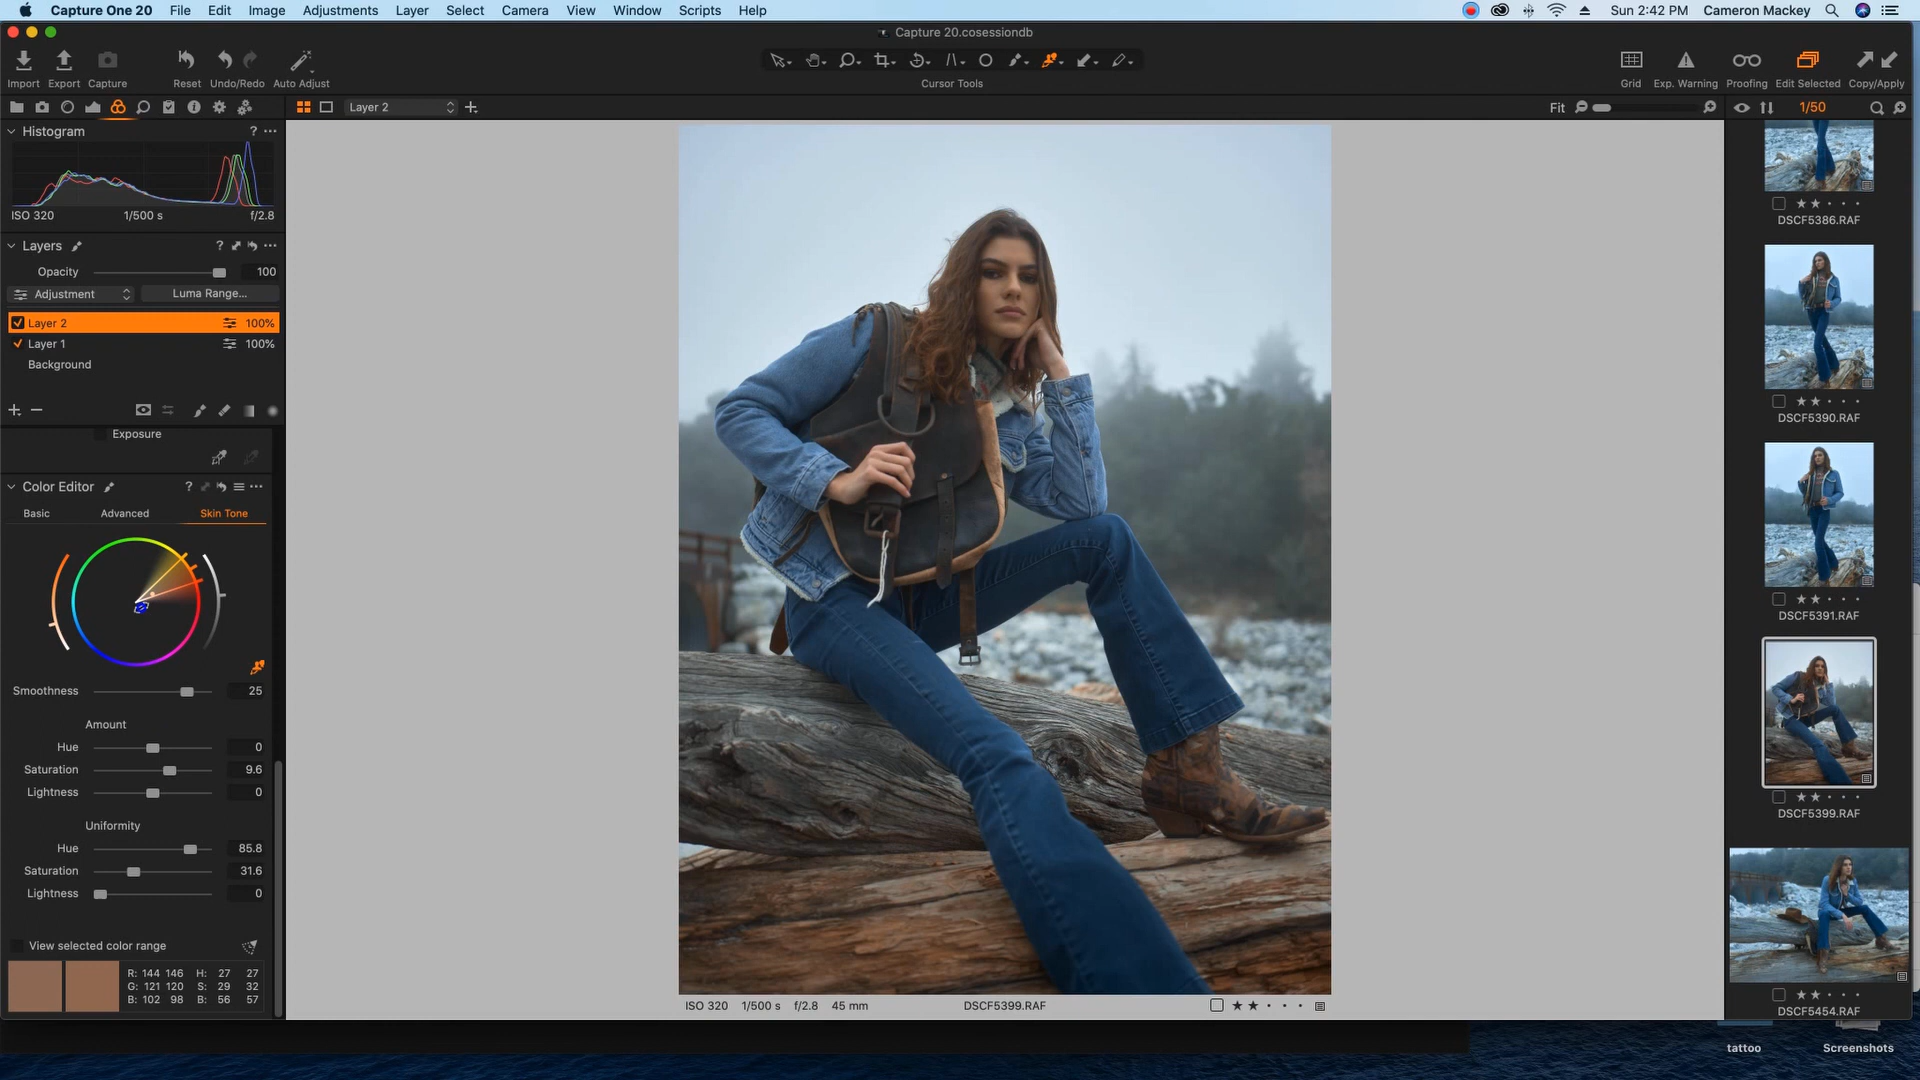 Capture One 20 File Edit Image Adjustments Layer Select Camera View Window Scripts Help Sun 2:42 PM Cameron Mackey
Capture 20.cosessiondb
Import Export Capture Reset Undo/Redo Auto Adjust Cursor Tools Grid Exp. Warning Proofing Edit Selected Copy/Apply
Layer 2 Fit 1/50
Histogram ?
ISO 320 1/500 s f/2.8
Layers ?
Opacity 100
Adjustment Luma Range...
Layer 2 100%
Layer 1 100%
Background
Exposure
Color Editor ?
Basic Advanced Skin Tone
Smoothness 25
Amount
Hue 0
Saturation 9.6
Lightness 0
Uniformity
Hue 85.8
Saturation 31.6
Lightness 0
View selected color range
R: 144 146 H: 27 27
G: 121 120 S: 29 32
B: 102 98 B: 56 57
ISO 320 1/500 s f/2.8 45 mm DSCF5399.RAF
DSCF5386.RAF
DSCF5390.RAF
DSCF5391.RAF
DSCF5399.RAF
DSCF5454.RAF
tattoo Screenshots